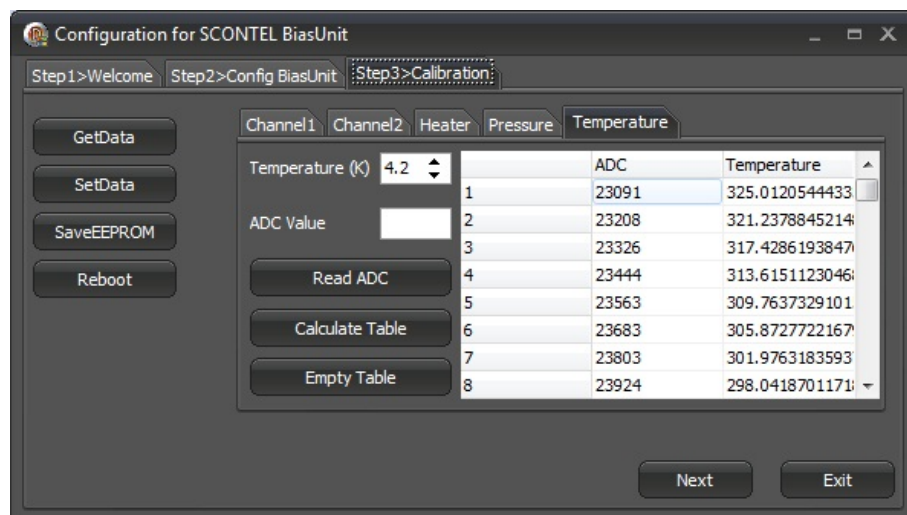 Configuration for SCONTEL BiasUnit
Step1>Welcome Step2>Config BiasUnit Step3>Calibration
GetData
SetData
SaveEEPROM
Reboot
Channel1 Channel2 Heater Pressure Temperature
Temperature (K) 4.2
ADC Value
Read ADC
Calculate Table
Empty Table
ADC Temperature
1 23091 325.0120544433
2 23208 321.2378845214
3 23326 317.4286193847
4 23444 313.6151123046
5 23563 309.7637329101
6 23683 305.8727722167
7 23803 301.9763183593
8 23924 298.0418701171
Next Exit